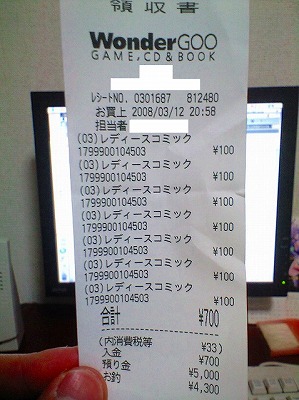 領収書
WonderGOO
GAME,CD & BOOK
レシートNO. 0301687 812480
お買上 2008/03/12 20:58
担当者
(03)レディースコミック
1799900104503 ¥100
(03)レディースコミック
1799900104503 ¥100
(03)レディースコミック
1799900104503 ¥100
(03)レディースコミック
1799900104503 ¥100
(03)レディースコミック
1799900104503 ¥100
(03)レディースコミック
1799900104503 ¥100
(03)レディースコミック
1799900104503 ¥100
合計 ¥700
(内消費税等 ¥33)
入金 ¥700
預り金 ¥5,000
お釣 ¥4,300